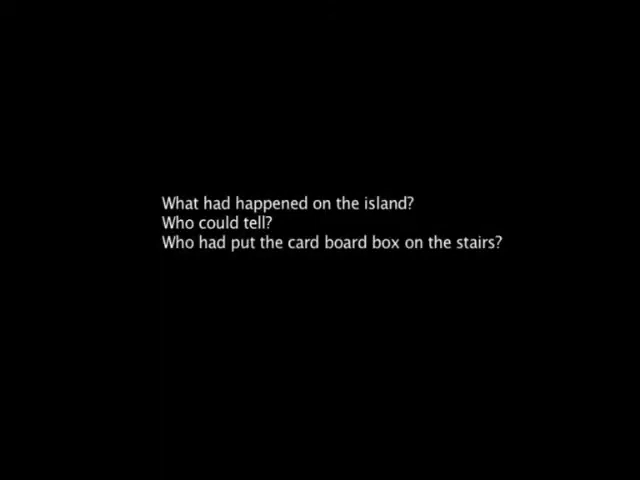 What had happened on the island?
Who could tell?
Who had put the card board box on the stairs?